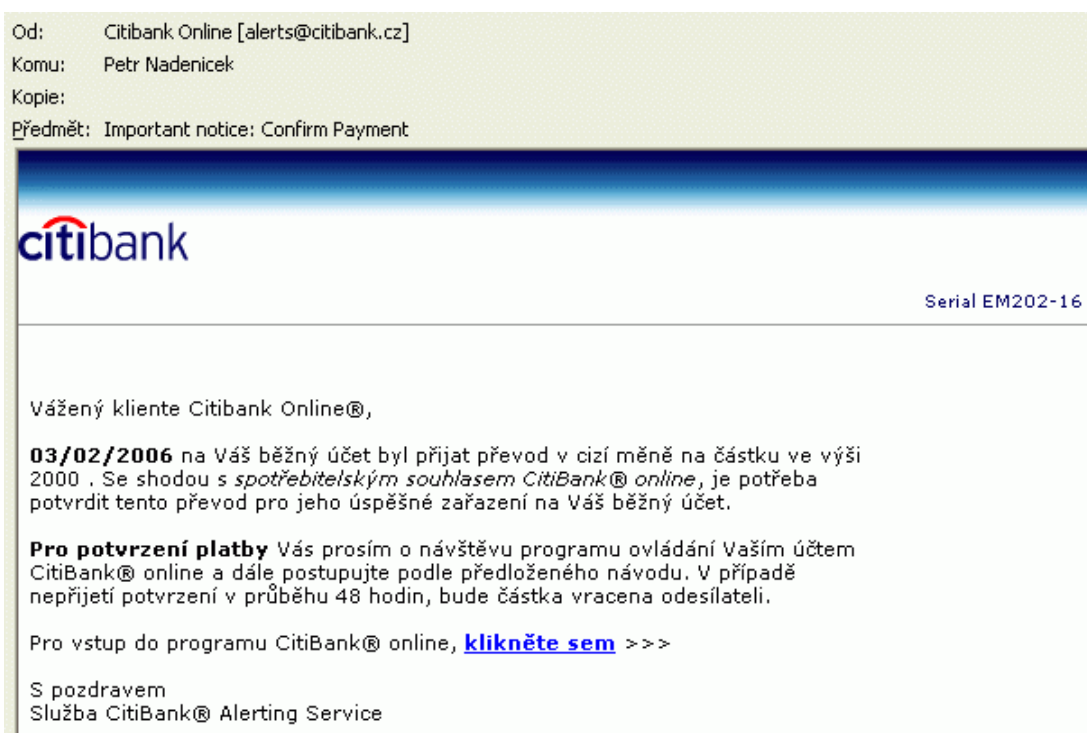 Od: Citibank Online [alerts@citibank.cz]
Komu: Petr Nadenicek
Kopie:
Předmět: Important notice: Confirm Payment
citibank
Serial EM202-16
Vážený kliente Citibank Online®,
03/02/2006 na Váš běžný účet byl přijat převod v cizí měně na částku ve výši
2000 . Se shodou s spotřebitelským souhlasem CitiBank® online, je potřeba
potvrdit tento převod pro jeho úspěšné zařazení na Váš běžný účet.
Pro potvrzení platby Vás prosím o návštěvu programu ovládání Vaším účtem
CitiBank® online a dále postupujte podle předloženého návodu. V případě
nepřijetí potvrzení v průběhu 48 hodin, bude částka vracena odesílateli.
Pro vstup do programu CitiBank® online, klikněte sem >>>
S pozdravem
Služba CitiBank® Alerting Service